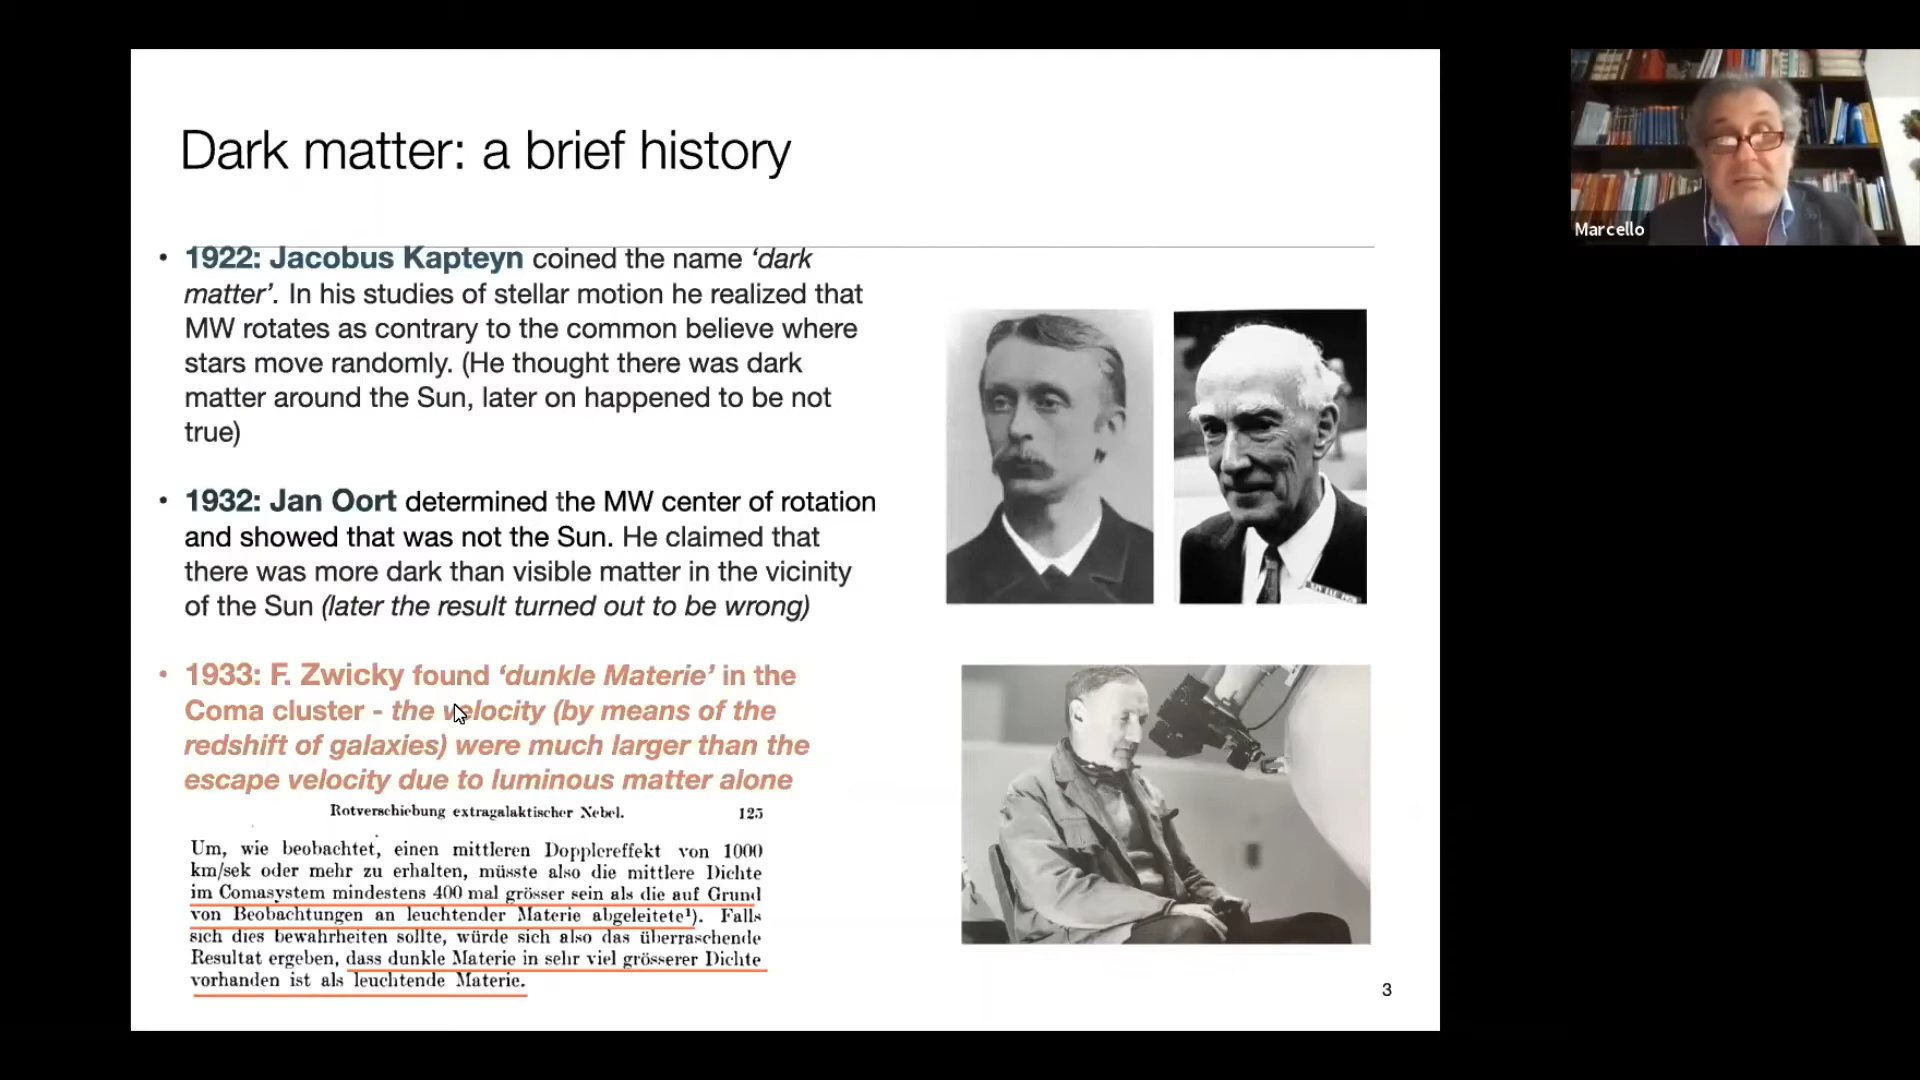 Dark matter: a brief history
• 1922: Jacobus Kapteyn coined the name ‘dark
matter’. In his studies of stellar motion he realized that
MW rotates as contrary to the common believe where
stars move randomly. (He thought there was dark
matter around the Sun, later on happened to be not
true)
• 1932: Jan Oort determined the MW center of rotation
and showed that was not the Sun. He claimed that
there was more dark than visible matter in the vicinity
of the Sun (later the result turned out to be wrong)
• 1933: F. Zwicky found ‘dunkle Materie’ in the
Coma cluster - the velocity (by means of the
redshift of galaxies) were much larger than the
escape velocity due to luminous matter alone
Rotverschiebung extragalaktischer Nebel. 125
Um, wie beobachtet, einen mittleren Dopplereffekt von 1000
km/sek oder mehr zu erhalten, müsste also die mittlere Dichte
im Comasystem mindestens 400 mal grösser sein als die auf Grund
von Beobachtungen an leuchtender Materie abgeleitete¹). Falls
sich dies bewahrheiten sollte, würde sich also das überraschende
Resultat ergeben, dass dunkle Materie in sehr viel grösserer Dichte
vorhanden ist als leuchtende Materie.
3
Marcello